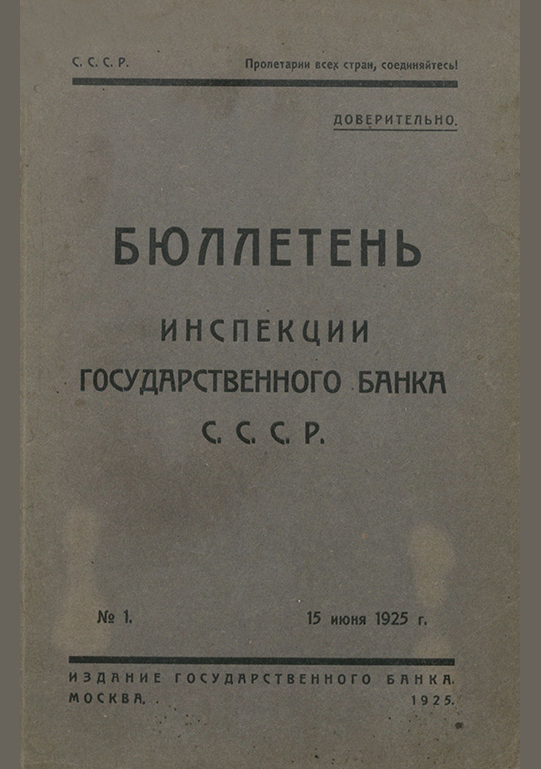 С. С. С. Р. Пролетарии всех стран, соединяйтесь!
ДОВЕРИТЕЛЬНО.
БЮЛЛЕТЕНЬ
ИНСПЕКЦИИ
ГОСУДАРСТВЕННОГО БАНКА
С. С. С. Р.
№ 1. 15 июня 1925 г.
ИЗДАНИЕ ГОСУДАРСТВЕННОГО БАНКА.
МОСКВА. 1925.